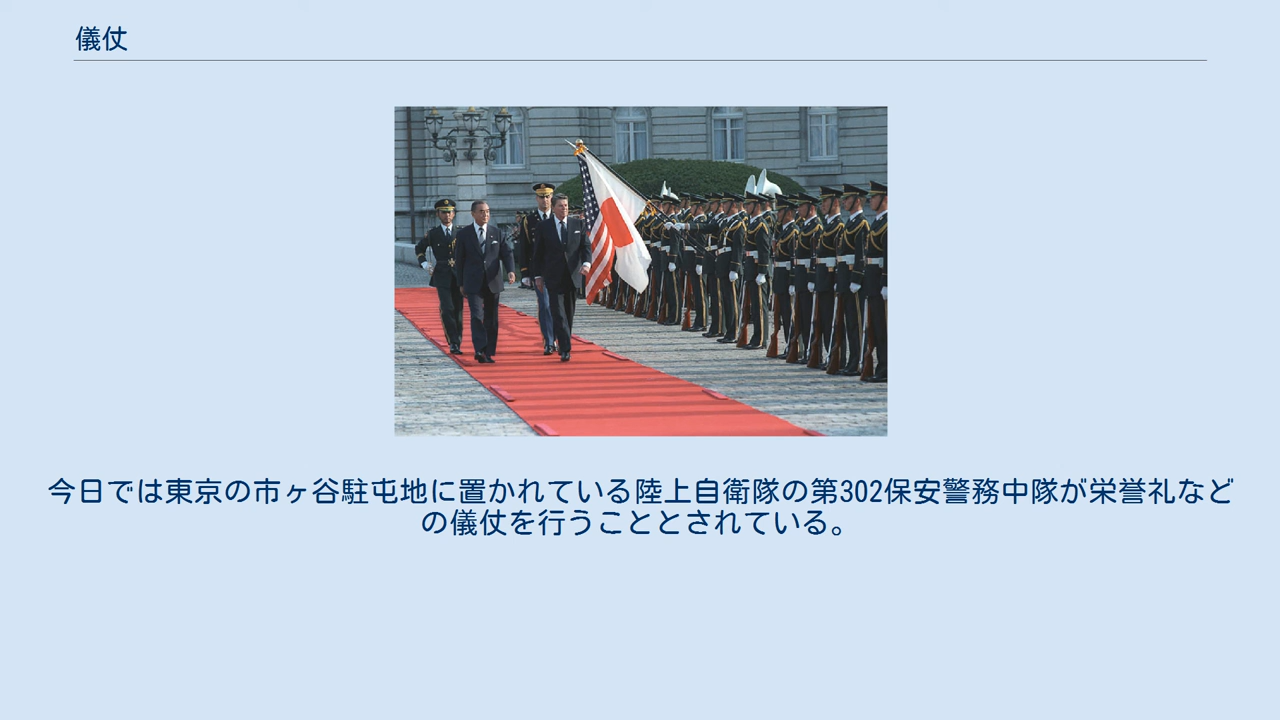 儀仗
今日では東京の市ヶ谷駐屯地に置かれている陸上自衛隊の第302保安警務中隊が栄誉礼など
の儀仗を行うこととされている。